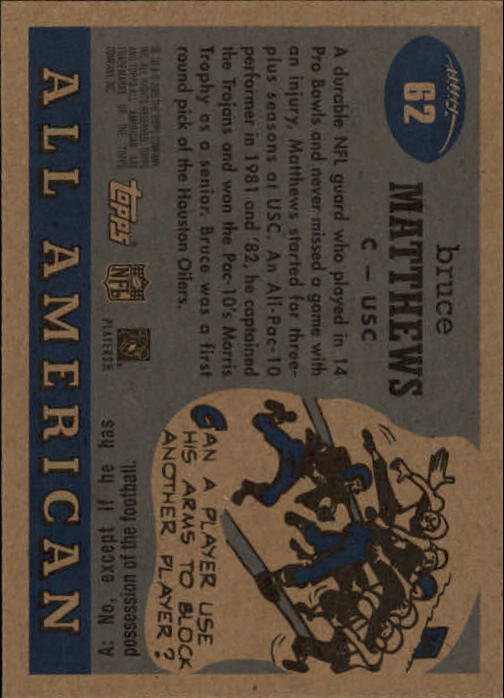 62
bruce
MATTHEWS
C – USC
A durable NFL guard who played in 14
Pro Bowls and never missed a game with
an injury, Matthews started for three-
plus seasons at USC. An All-Pac-10
performer in 1981 and '82, he captained
the Trojans and won the Pac-10's Morris
Trophy as a senior. Bruce was a first
round pick of the Houston Oilers.
topps
NFL
PLAYERS
CAN A PLAYER USE
HIS ARMS TO BLOCK
ANOTHER PLAYER?
A: No, except if he has
possession of the football.
ALL AMERICAN